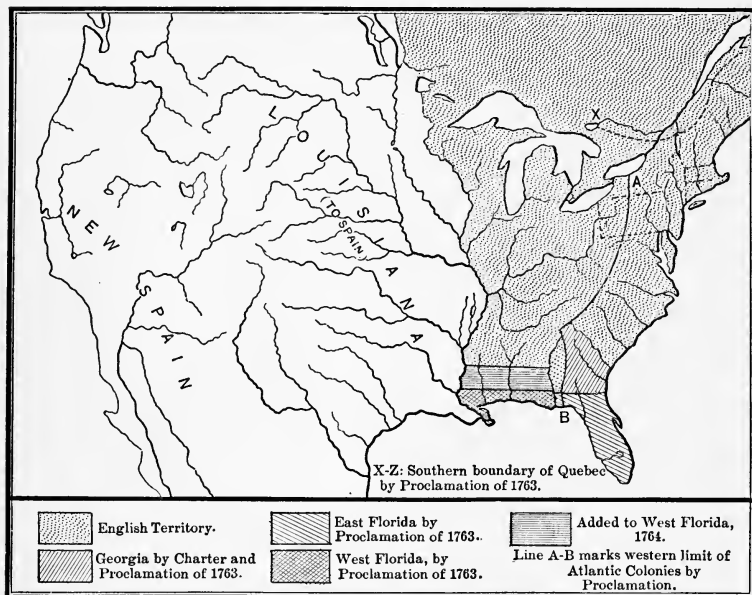 LOUISIANA
(TO SPAIN)
NEW SPAIN
X
Z
A
B
X-Z: Southern boundary of Quebec
by Proclamation of 1763.
English Territory.
Georgia by Charter and
Proclamation of 1763.
East Florida by
Proclamation of 1763.
West Florida, by
Proclamation of 1763.
Added to West Florida,
1764.
Line A-B marks western limit of
Atlantic Colonies by
Proclamation.